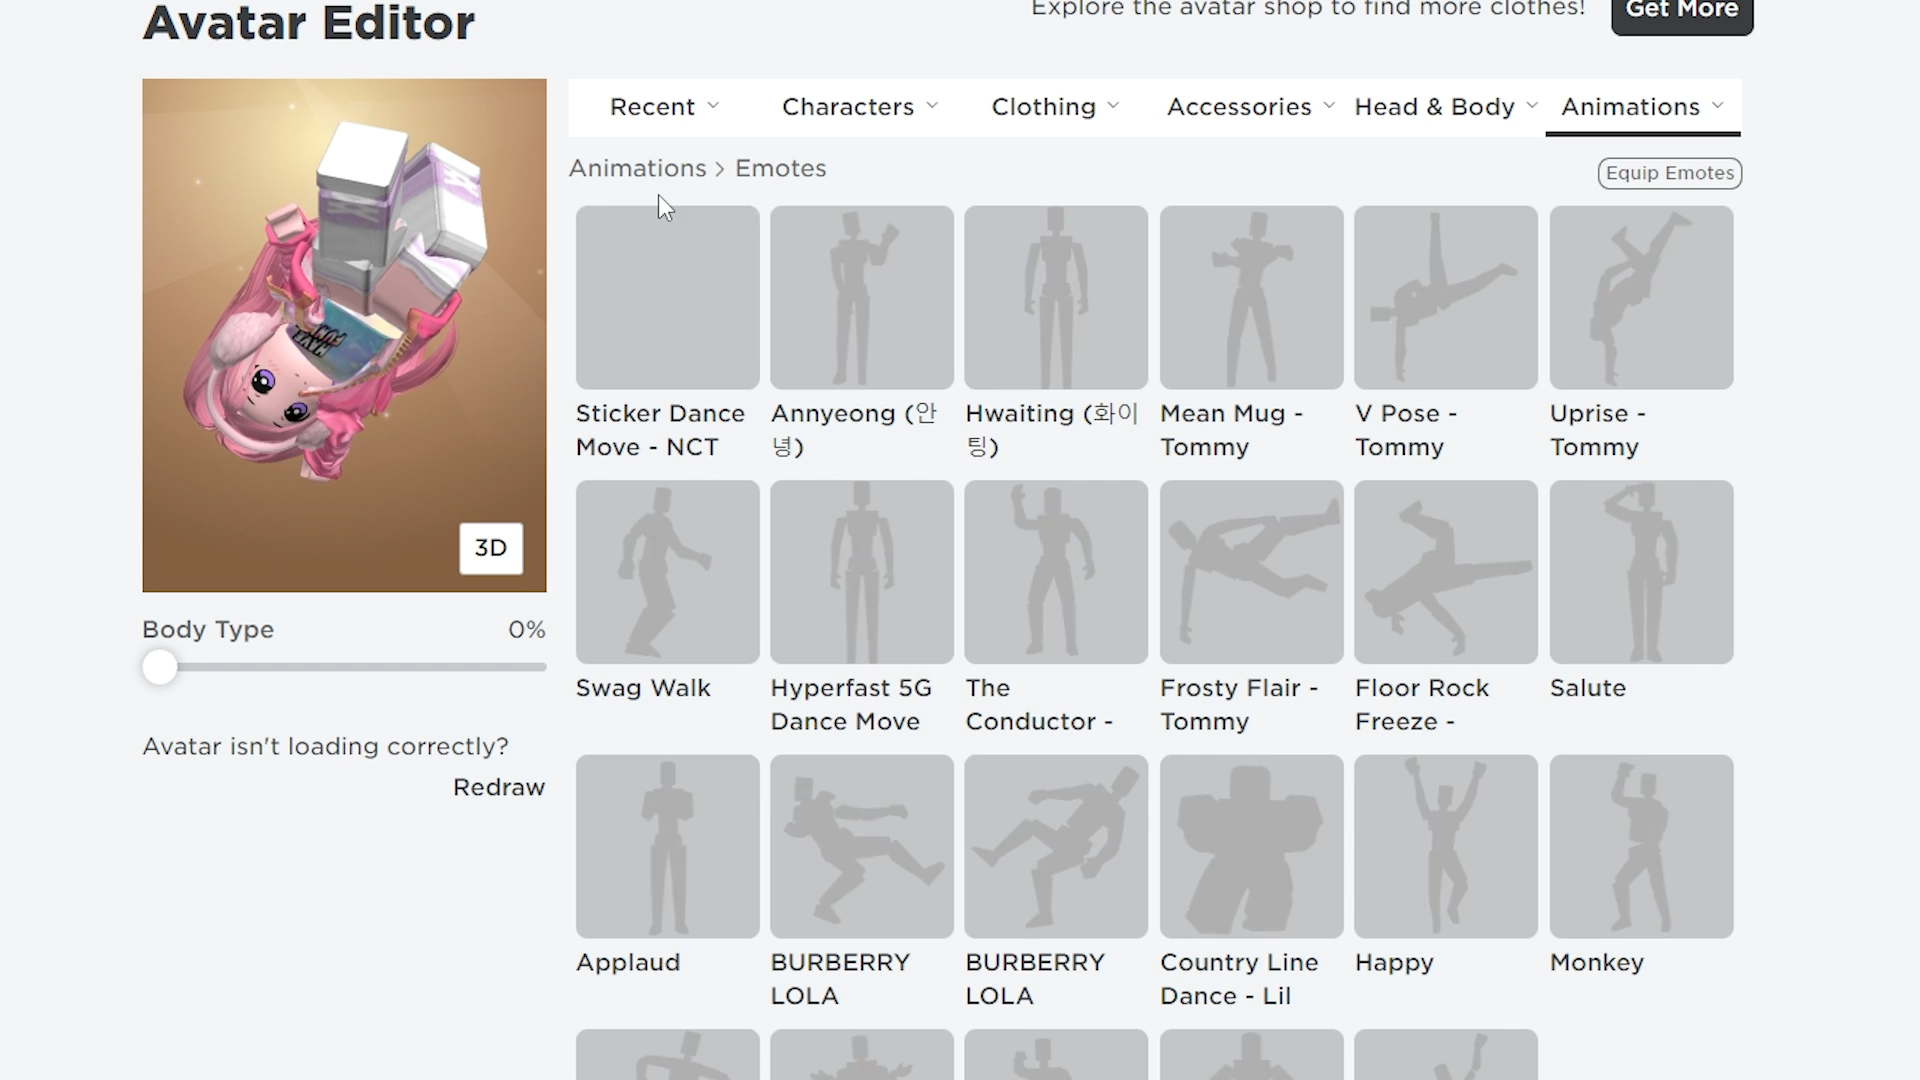 Avatar Editor
Explore the avatar shop to find more clothes!
Get More
Recent
Characters
Clothing
Accessories
Head & Body
Animations
Animations > Emotes
Equip Emotes
Sticker Dance
Move - NCT
Annyeong (안
녕)
Hwaiting (화이
팅)
Mean Mug -
Tommy
V Pose -
Tommy
Uprise -
Tommy
3D
Body Type
0%
Swag Walk
Hyperfast 5G
Dance Move
The
Conductor -
Frosty Flair -
Tommy
Floor Rock
Freeze -
Salute
Avatar isn't loading correctly?
Redraw
Applaud
BURBERRY
LOLA
BURBERRY
LOLA
Country Line
Dance - Lil
Happy
Monkey